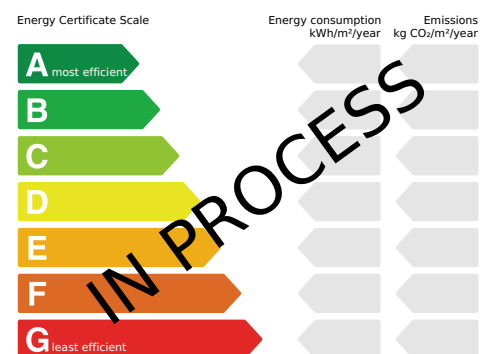 Energy Certificate Scale
Energy consumption
kWh/m²/year
Emissions
kg CO₂/m²/year
A most efficient
B
C
D
E
F
G least efficient
IN PROCESS